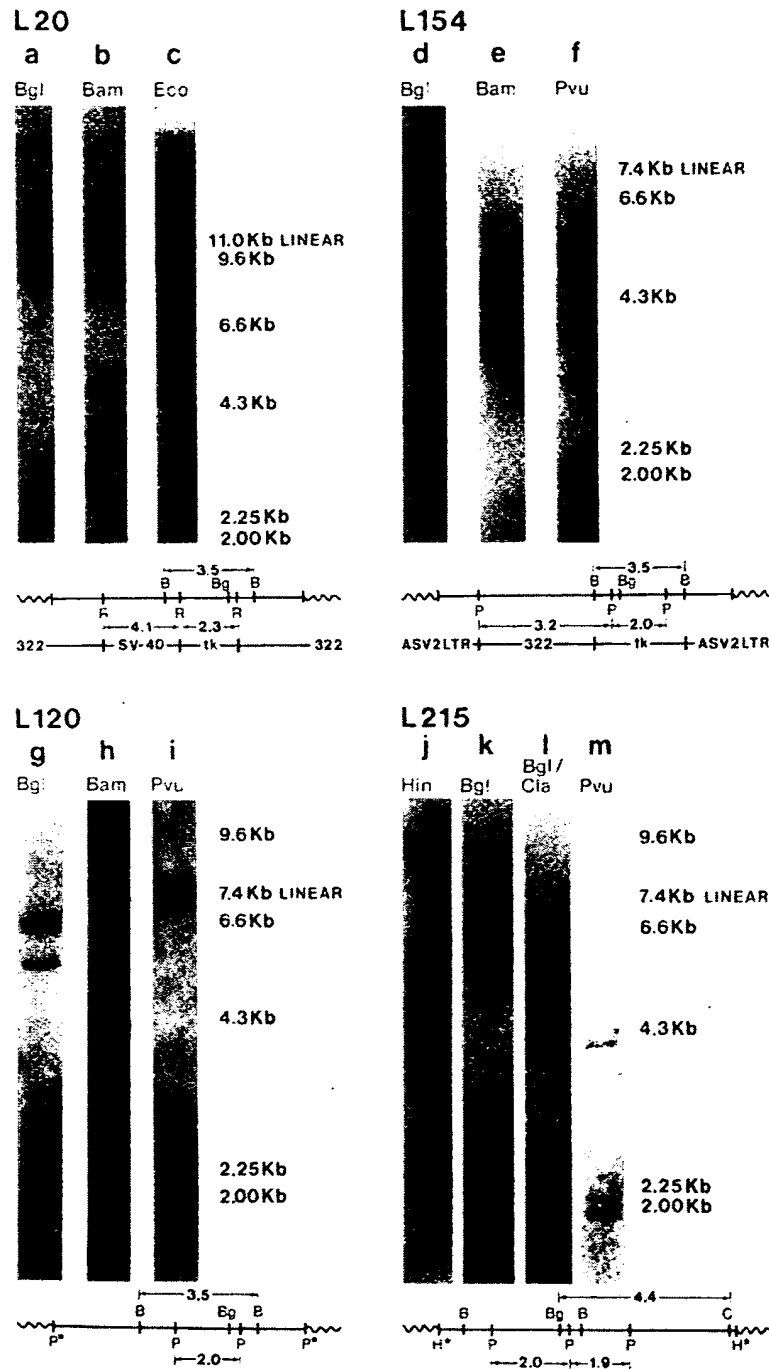 L20
a b c
Bgl Bam Eco
11.0Kb LINEAR
9.6Kb
6.6Kb
4.3Kb
2.25Kb
2.00Kb
3.5
B Bg B
R R R
4.1 2.3
322 SV-40 tk 322
L154
d e f
Bgl Bam Pvu
7.4Kb LINEAR
6.6Kb
4.3Kb
2.25Kb
2.00Kb
3.5
B Bg B
P P P
3.2 2.0
ASV2LTR 322 tk ASV2LTR
L120
g h i
Bgl Bam Pvu
9.6Kb
7.4Kb LINEAR
6.6Kb
4.3Kb
2.25Kb
2.00Kb
3.5
B Bg B
P* P P P*
2.0
L215
j k l m
Hin Bgl Bgl/Cla Pvu
9.6Kb
7.4Kb LINEAR
6.6Kb
4.3Kb
2.25Kb
2.00Kb
4.4
B Bg B C
H* P P P H*
2.0 1.9